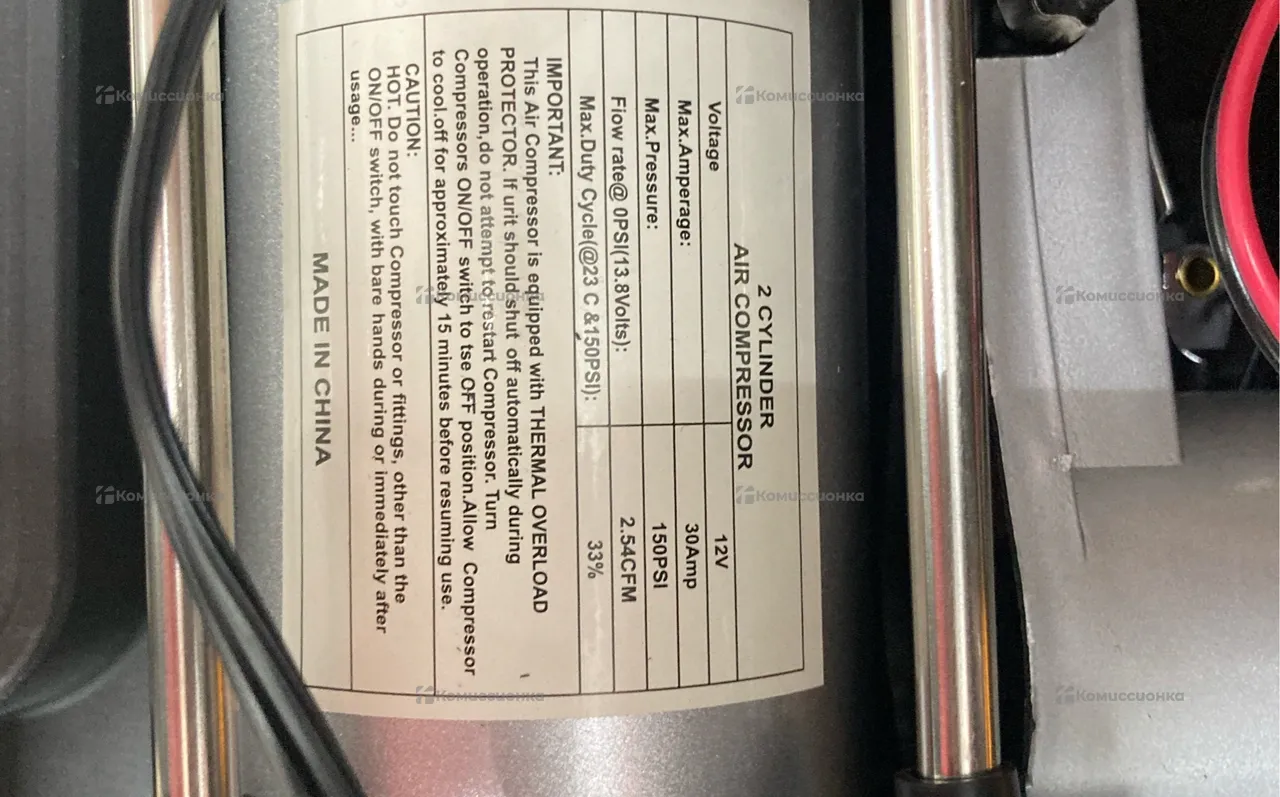 2 CYLINDER
AIR COMPRESSOR
Voltage 12V
Max.Amperage: 30Amp
Max.Pressure: 150PSI
Fiow rate@ 0PSI(13.8Volts): 2.54CFM
Max.Duty Cycle(@23 C &150PSI): 33%
IMPORTANT:
This Air Compressor is equipped with THERMAL OVERLOAD
PROTECTOR. If urit should shut off automatically during
operation,do not attempt to restart Compressor. Turn
Compressors ON/OFF switch to tse OFF position.Allow Compressor
to cool.off for approximately 15 minutes before resuming use.
CAUTION:
HOT. Do not touch Compressor or fittings, other than the
ON/OFF switch, with bare hands during or immediately after
usage...
MADE IN CHINA
Комиссионка
Комиссионка
Комиссионка
Комиссионка
Комиссионка
Комиссионка
Комиссионка